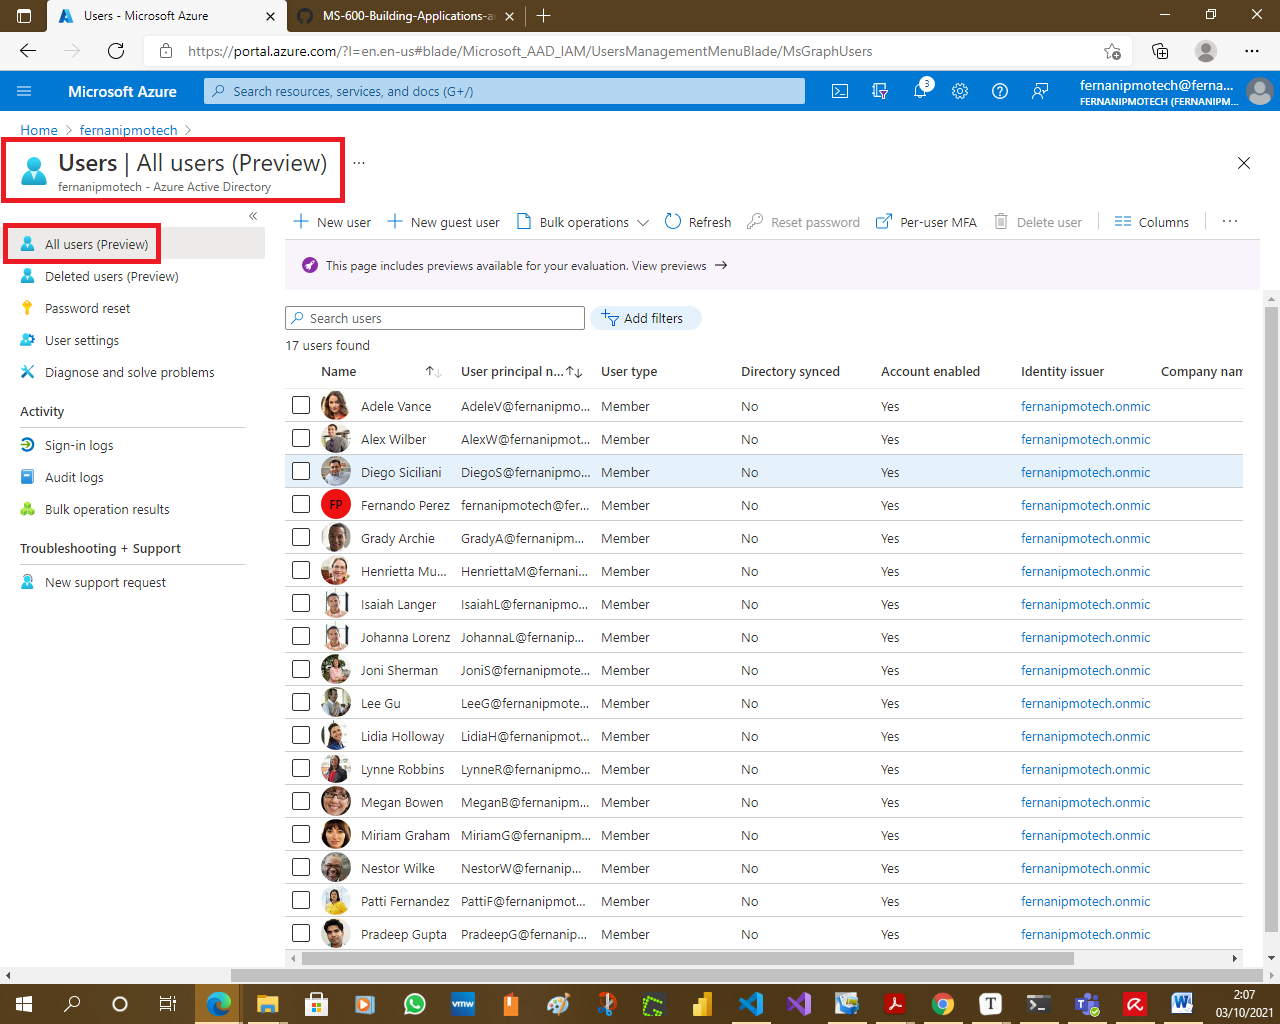 Users - Microsoft Azure
MS-600-Building-Applications-a
https://portal.azure.com/?l=en.en-us#blade/Microsoft_AAD_IAM/UsersManagementMenuBlade/MsGraphUsers
Microsoft Azure
Search resources, services, and docs (G+/)
3
fernanipmotech@ferna...
FERNANIPMOTECH (FERNANIPM...
Home > fernanipmotech >
Users | All users (Preview) ...
fernanipmotech - Azure Active Directory
All users (Preview)
Deleted users (Preview)
Password reset
User settings
Diagnose and solve problems
Activity
Sign-in logs
Audit logs
Bulk operation results
Troubleshooting + Support
New support request
New user New guest user Bulk operations Refresh Reset password Per-user MFA Delete user Columns ...
This page includes previews available for your evaluation. View previews →
Search users Add filters
17 users found
Name User principal n... User type Directory synced Account enabled Identity issuer Company nam
Adele Vance AdeleV@fernanipmo... Member No Yes fernanipmotech.onmic
Alex Wilber AlexW@fernanipmot... Member No Yes fernanipmotech.onmic
Diego Siciliani DiegoS@fernanipmo... Member No Yes fernanipmotech.onmic
FP Fernando Perez fernanipmotech@fer... Member No Yes fernanipmotech.onmic
Grady Archie GradyA@fernanipm... Member No Yes fernanipmotech.onmic
Henrietta Mu... HenriettaM@fernani... Member No Yes fernanipmotech.onmic
Isaiah Langer IsaiahL@fernanipmo... Member No Yes fernanipmotech.onmic
Johanna Lorenz JohannaL@fernanip... Member No Yes fernanipmotech.onmic
Joni Sherman JoniS@fernanipmote... Member No Yes fernanipmotech.onmic
Lee Gu LeeG@fernanipmote... Member No Yes fernanipmotech.onmic
Lidia Holloway LidiaH@fernanipmot... Member No Yes fernanipmotech.onmic
Lynne Robbins LynneR@fernanipmo... Member No Yes fernanipmotech.onmic
Megan Bowen MeganB@fernanipm... Member No Yes fernanipmotech.onmic
Miriam Graham MiriamG@fernanipm... Member No Yes fernanipmotech.onmic
Nestor Wilke NestorW@fernanipm... Member No Yes fernanipmotech.onmic
Patti Fernandez PattiF@fernanipmot... Member No Yes fernanipmotech.onmic
Pradeep Gupta PradeepG@fernanip... Member No Yes fernanipmotech.onmic
vmw
T
2:07
03/10/2021